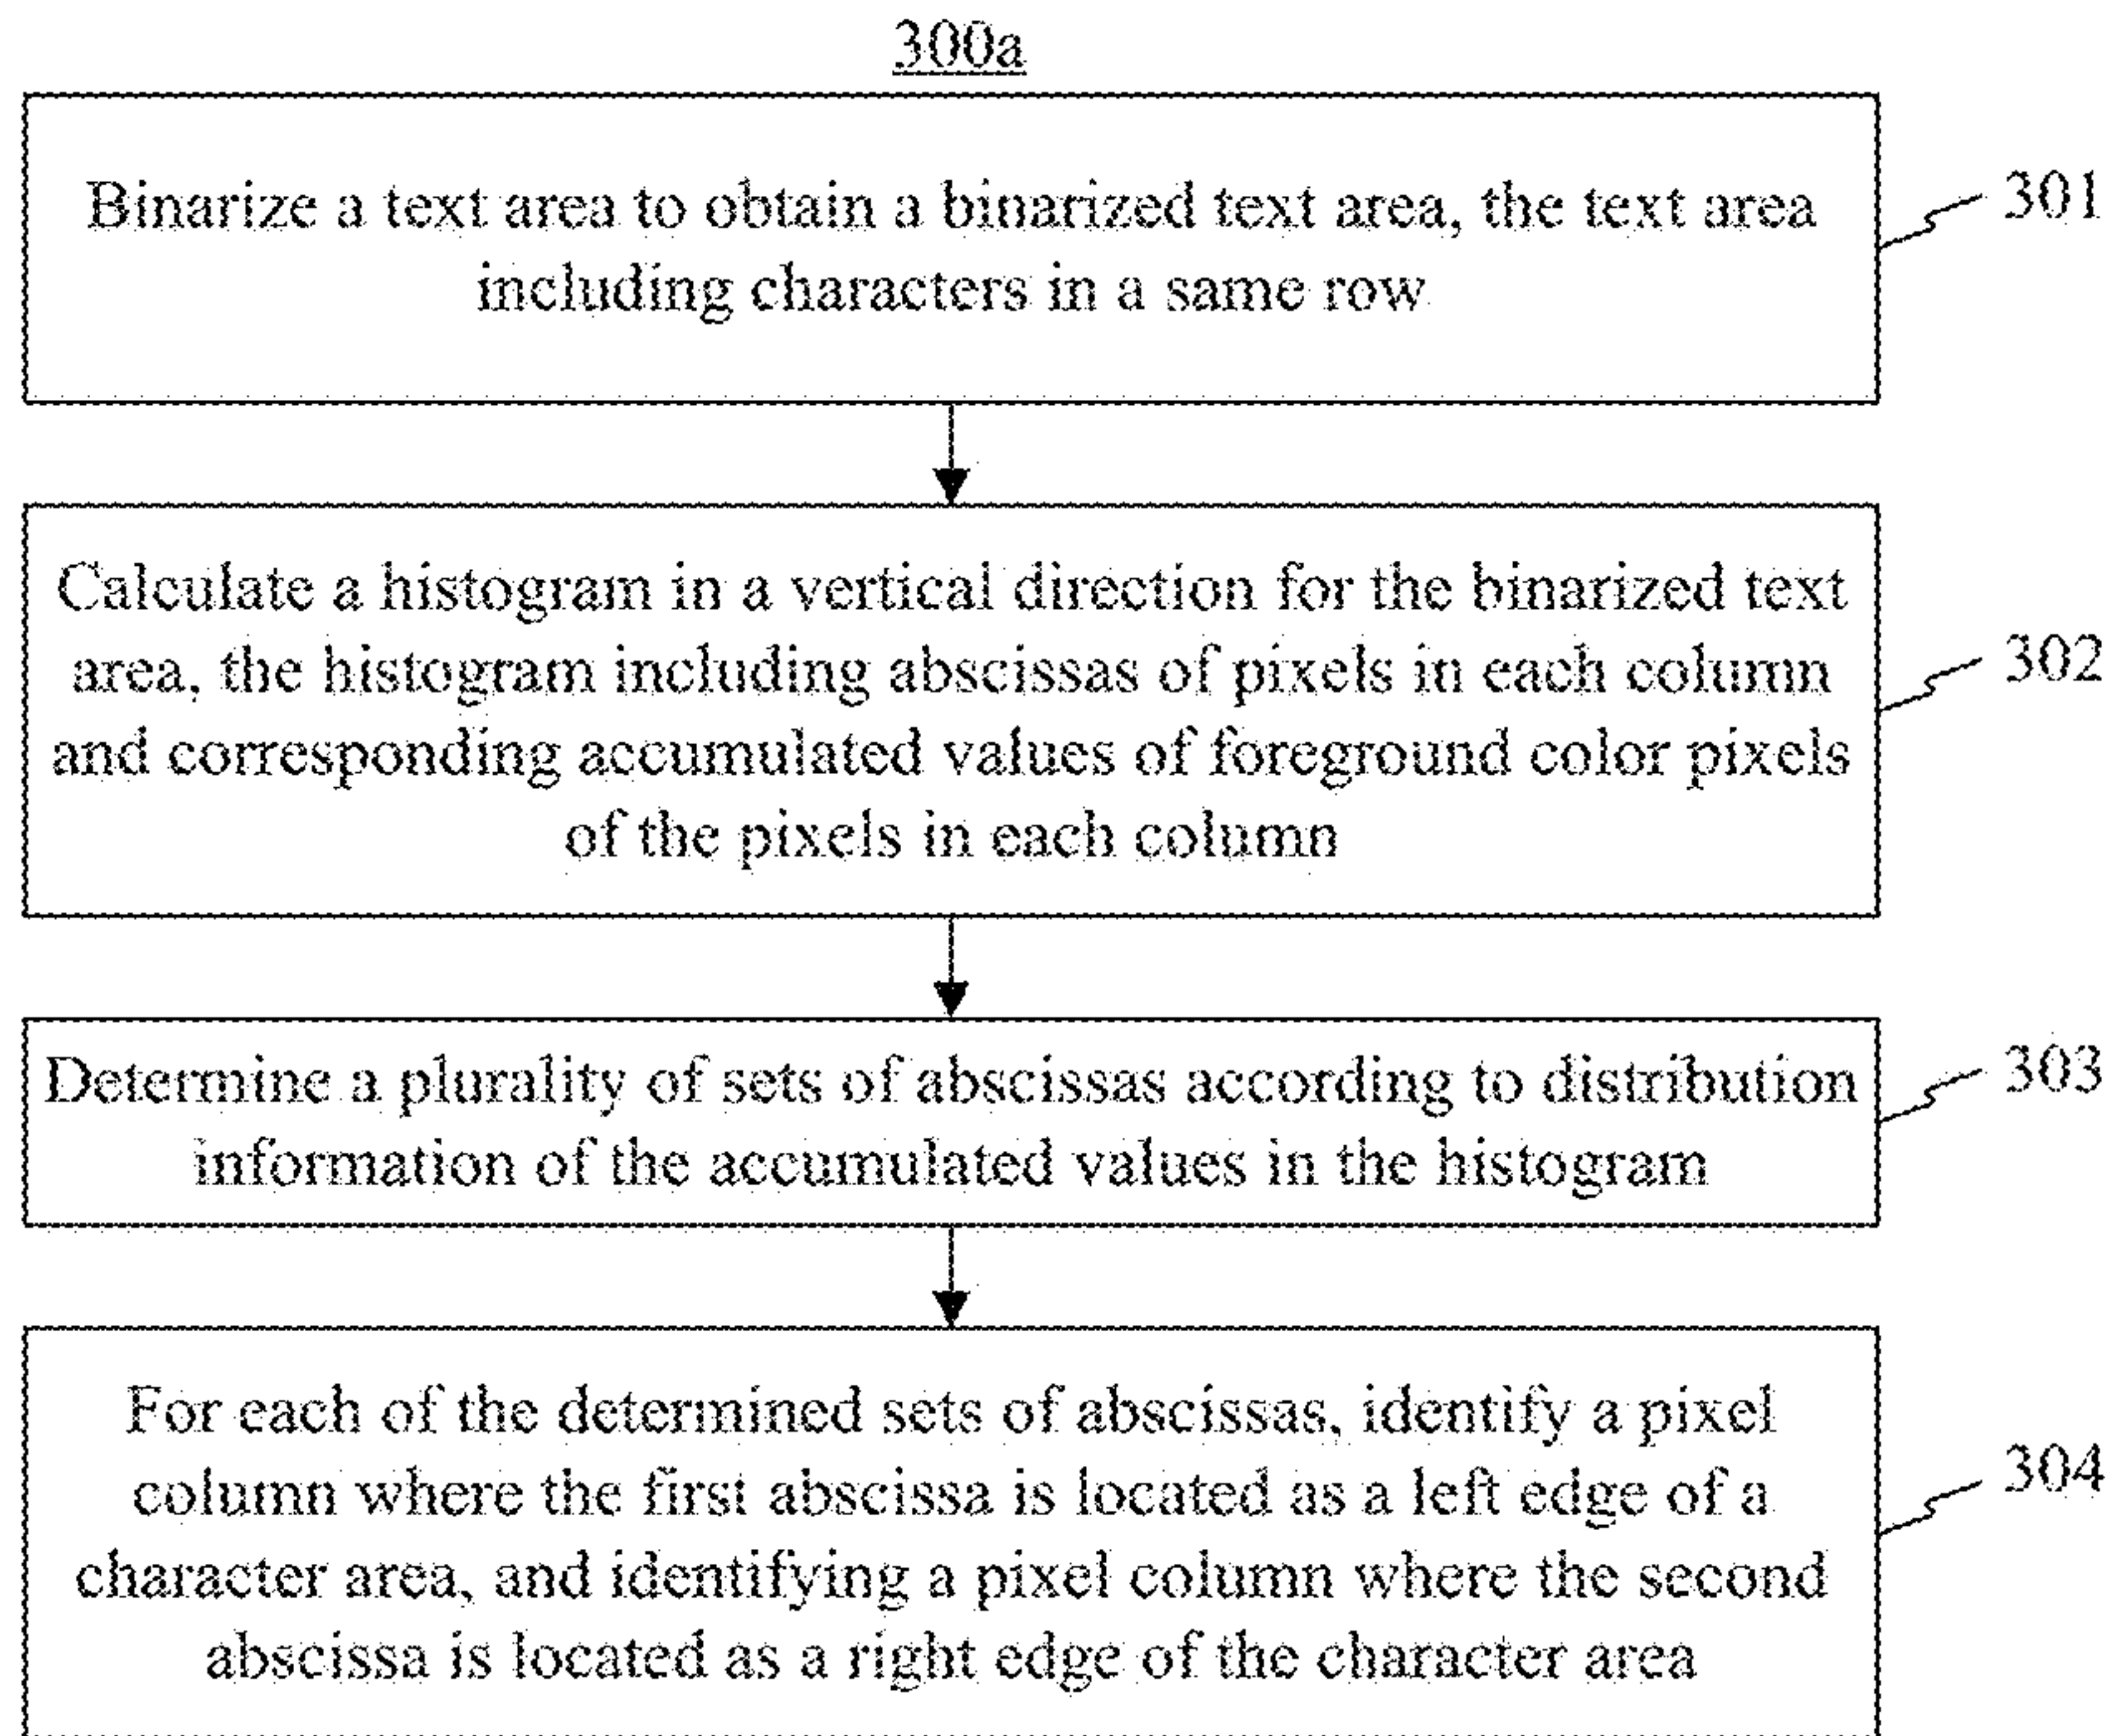 300a
Binarize a text area to obtain a binarized text area, the text area
including characters in a same row
301
Calculate a histogram in a vertical direction for the binarized text
area, the histogram including abscissas of pixels in each column
and corresponding accumulated values of foreground color pixels
of the pixels in each column
302
Determine a plurality of sets of abscissas according to distribution
information of the accumulated values in the histogram
303
For each of the determined sets of abscissas, identify a pixel
column where the first abscissa is located as a left edge of a
character area, and identifying a pixel column where the second
abscissa is located as a right edge of the character area
304